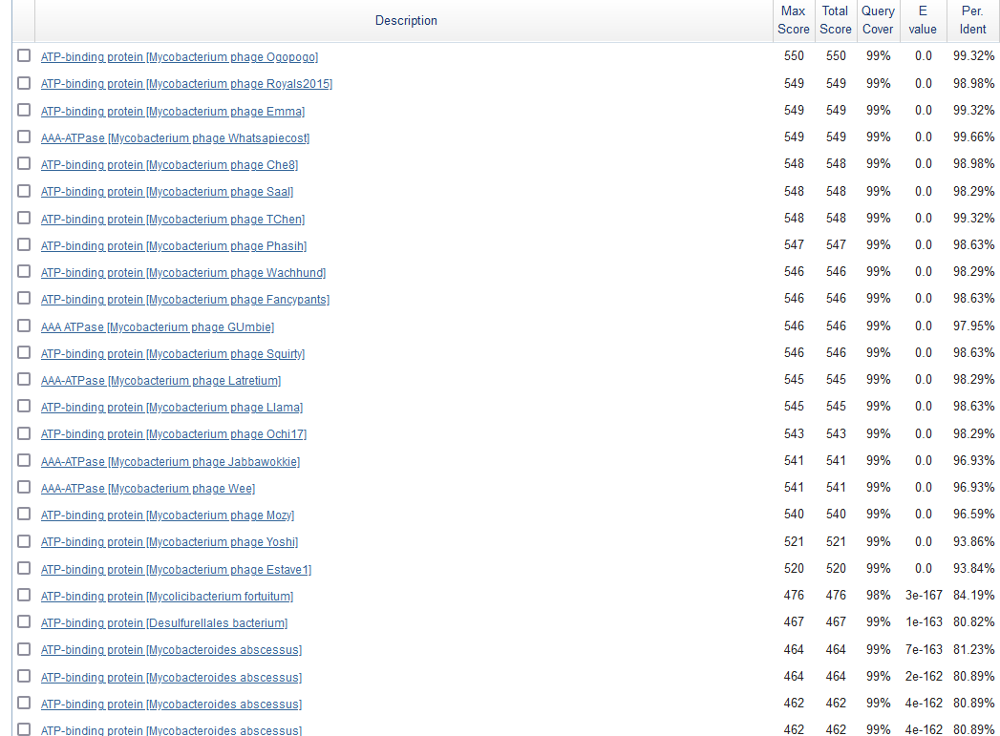 Description Max Score Total Score Query Cover E value Per. Ident
ATP-binding protein [Mycobacterium phage Ogopogo] 550 550 99% 0.0 99.32%
ATP-binding protein [Mycobacterium phage Royals2015] 549 549 99% 0.0 98.98%
ATP-binding protein [Mycobacterium phage Emma] 549 549 99% 0.0 99.32%
AAA-ATPase [Mycobacterium phage Whatsapiecost] 549 549 99% 0.0 99.66%
ATP-binding protein [Mycobacterium phage Che8] 548 548 99% 0.0 98.98%
ATP-binding protein [Mycobacterium phage Saal] 548 548 99% 0.0 98.29%
ATP-binding protein [Mycobacterium phage TChen] 548 548 99% 0.0 99.32%
ATP-binding protein [Mycobacterium phage Phasih] 547 547 99% 0.0 98.63%
ATP-binding protein [Mycobacterium phage Wachhund] 546 546 99% 0.0 98.29%
ATP-binding protein [Mycobacterium phage Fancypants] 546 546 99% 0.0 98.63%
AAA ATPase [Mycobacterium phage GUmbie] 546 546 99% 0.0 97.95%
ATP-binding protein [Mycobacterium phage Squirty] 546 546 99% 0.0 98.63%
AAA-ATPase [Mycobacterium phage Latretium] 545 545 99% 0.0 98.29%
ATP-binding protein [Mycobacterium phage Llama] 545 545 99% 0.0 98.63%
ATP-binding protein [Mycobacterium phage Ochi17] 543 543 99% 0.0 98.29%
AAA-ATPase [Mycobacterium phage Jabbawokkie] 541 541 99% 0.0 96.93%
AAA-ATPase [Mycobacterium phage Wee] 541 541 99% 0.0 96.93%
ATP-binding protein [Mycobacterium phage Mozy] 540 540 99% 0.0 96.59%
ATP-binding protein [Mycobacterium phage Yoshi] 521 521 99% 0.0 93.86%
ATP-binding protein [Mycobacterium phage Estave1] 520 520 99% 0.0 93.84%
ATP-binding protein [Mycolicibacterium fortuitum] 476 476 98% 3e-167 84.19%
ATP-binding protein [Desulfurellales bacterium] 467 467 99% 1e-163 80.82%
ATP-binding protein [Mycobacteroides abscessus] 464 464 99% 7e-163 81.23%
ATP-binding protein [Mycobacteroides abscessus] 464 464 99% 2e-162 80.89%
ATP-binding protein [Mycobacteroides abscessus] 462 462 99% 4e-162 80.89%
ATP-binding protein [Mycobacteroides abscessus] 462 462 99% 4e-162 80.89%